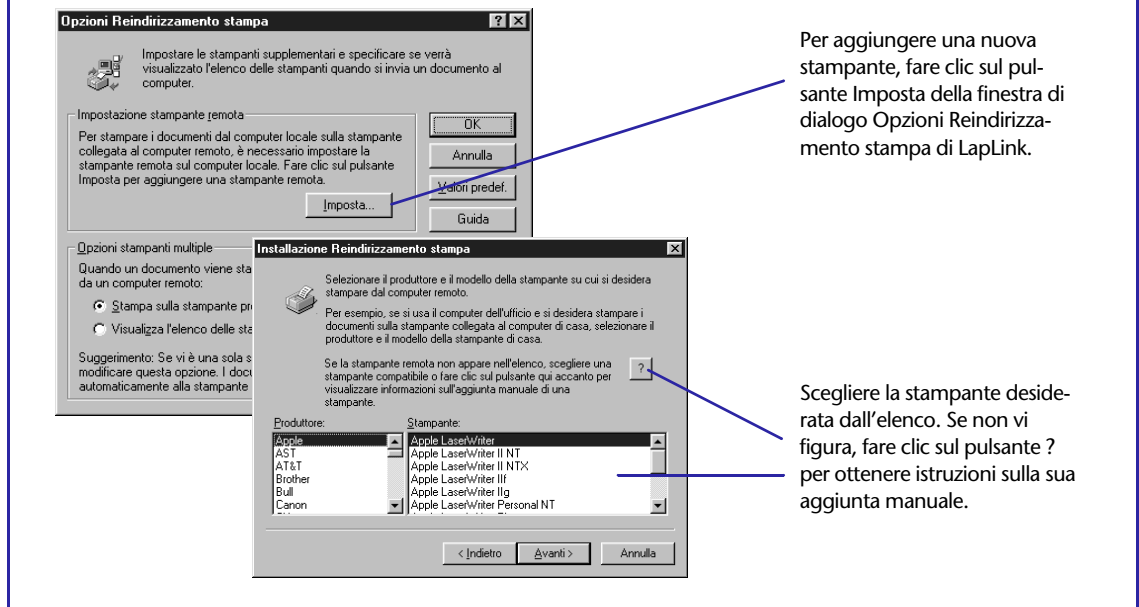 Opzioni Reindirizzamento stampa
Impostare le stampanti supplementari e specificare se verrà
visualizzato l'elenco delle stampanti quando si invia un documento al
computer.
Impostazione stampante remota
Per stampare i documenti dal computer locale sulla stampante
collegata al computer remoto, è necessario impostare la
stampante remota sul computer locale. Fare clic sul pulsante
Imposta per aggiungere una stampante remota.
Imposta...
OK
Annulla
Valori predef.
Guida
Opzioni stampanti multiple
Quando un documento viene sta
da un computer remoto:
Stampa sulla stampante pr
Visualizza l'elenco delle sta
Suggerimento: Se vi è una sola s
modificare questa opzione. I docu
automaticamente alla stampante
Installazione Reindirizzamento stampa
Selezionare il produttore e il modello della stampante su cui si desidera
stampare dal computer remoto.
Per esempio, se si usa il computer dell'ufficio e si desidera stampare i
documenti sulla stampante collegata al computer di casa, selezionare il
produttore e il modello della stampante di casa.
Se la stampante remota non appare nell'elenco, scegliere una
stampante compatibile o fare clic sul pulsante qui accanto per
visualizzare informazioni sull'aggiunta manuale di una
stampante.
?
Produttore:
Apple
AST
AT&T
Brother
Bull
Canon
Stampante:
Apple LaserWriter
Apple LaserWriter II NT
Apple LaserWriter II NTX
Apple LaserWriter IIf
Apple LaserWriter IIg
Apple LaserWriter Personal NT
< Indietro
Avanti >
Annulla
Per aggiungere una nuova
stampante, fare clic sul pul-
sante Imposta della finestra di
dialogo Opzioni Reindirizza-
mento stampa di LapLink.
Scegliere la stampante deside-
rata dall'elenco. Se non vi
figura, fare clic sul pulsante ?
per ottenere istruzioni sulla sua
aggiunta manuale.